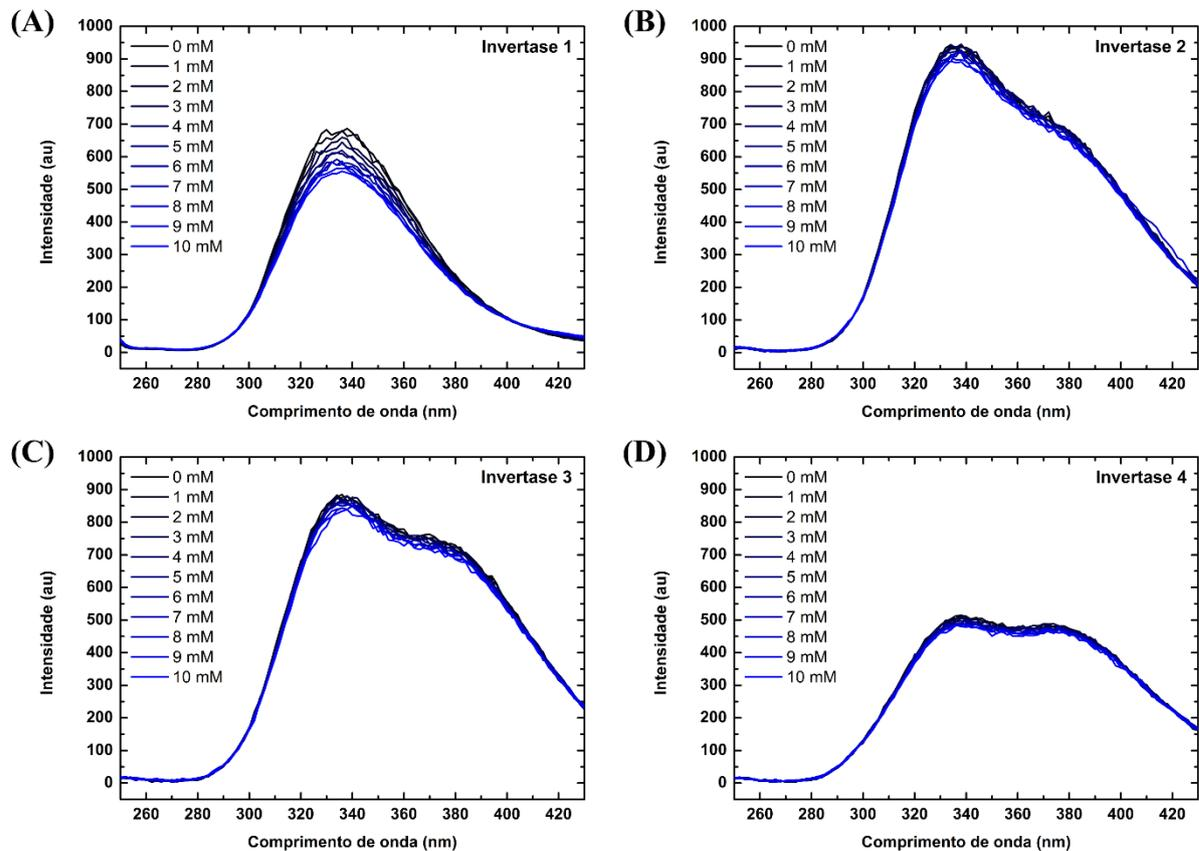 (A)
Invertase 1
0 mM
1 mM
2 mM
3 mM
4 mM
5 mM
6 mM
7 mM
8 mM
9 mM
10 mM
1000
900
800
700
600
500
400
300
200
100
0
Intensidade (au)
260 280 300 320 340 360 380 400 420
Comprimento de onda (nm)
(B)
Invertase 2
0 mM
1 mM
2 mM
3 mM
4 mM
5 mM
6 mM
7 mM
8 mM
9 mM
10 mM
1000
900
800
700
600
500
400
300
200
100
0
Intensidade (au)
260 280 300 320 340 360 380 400 420
Comprimento de onda (nm)
(C)
Invertase 3
0 mM
1 mM
2 mM
3 mM
4 mM
5 mM
6 mM
7 mM
8 mM
9 mM
10 mM
1000
900
800
700
600
500
400
300
200
100
0
Intensidade (au)
260 280 300 320 340 360 380 400 420
Comprimento de onda (nm)
(D)
Invertase 4
0 mM
1 mM
2 mM
3 mM
4 mM
5 mM
6 mM
7 mM
8 mM
9 mM
10 mM
1000
900
800
700
600
500
400
300
200
100
0
Intensidade (au)
260 280 300 320 340 360 380 400 420
Comprimento de onda (nm)